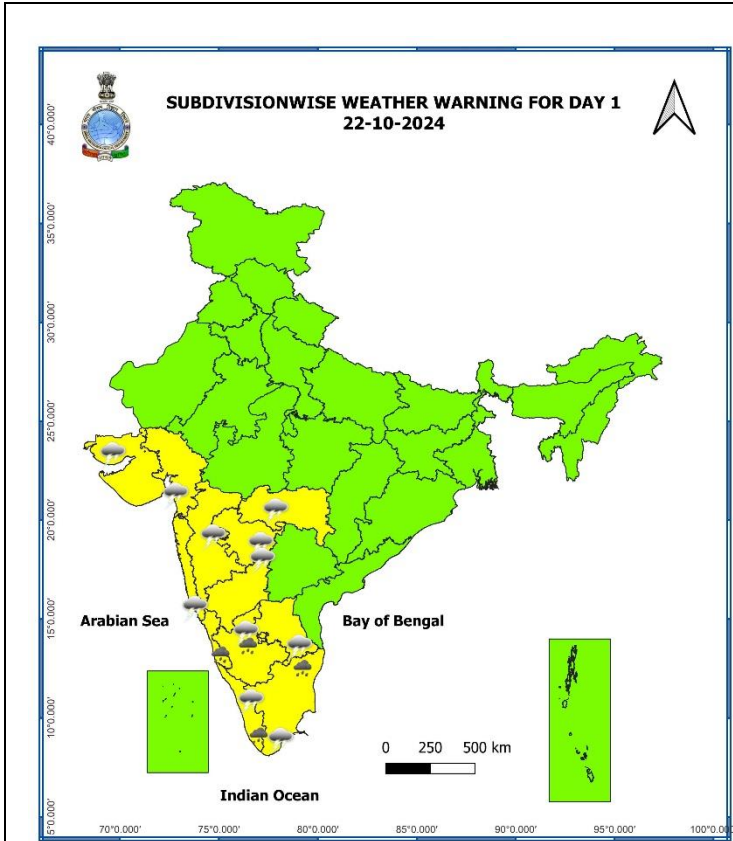 SUBDIVISIONWISE WEATHER WARNING FOR DAY 1
22-10-2024
40°0.000'
35°0.000'
30°0.000'
25°0.000'
20°0.000'
15°0.000'
10°0.000'
5°0.000'
Arabian Sea
Bay of Bengal
0 250 500 km
Indian Ocean
70°0.000' 75°0.000' 80°0.000' 85°0.000' 90°0.000' 95°0.000' 100°0.000